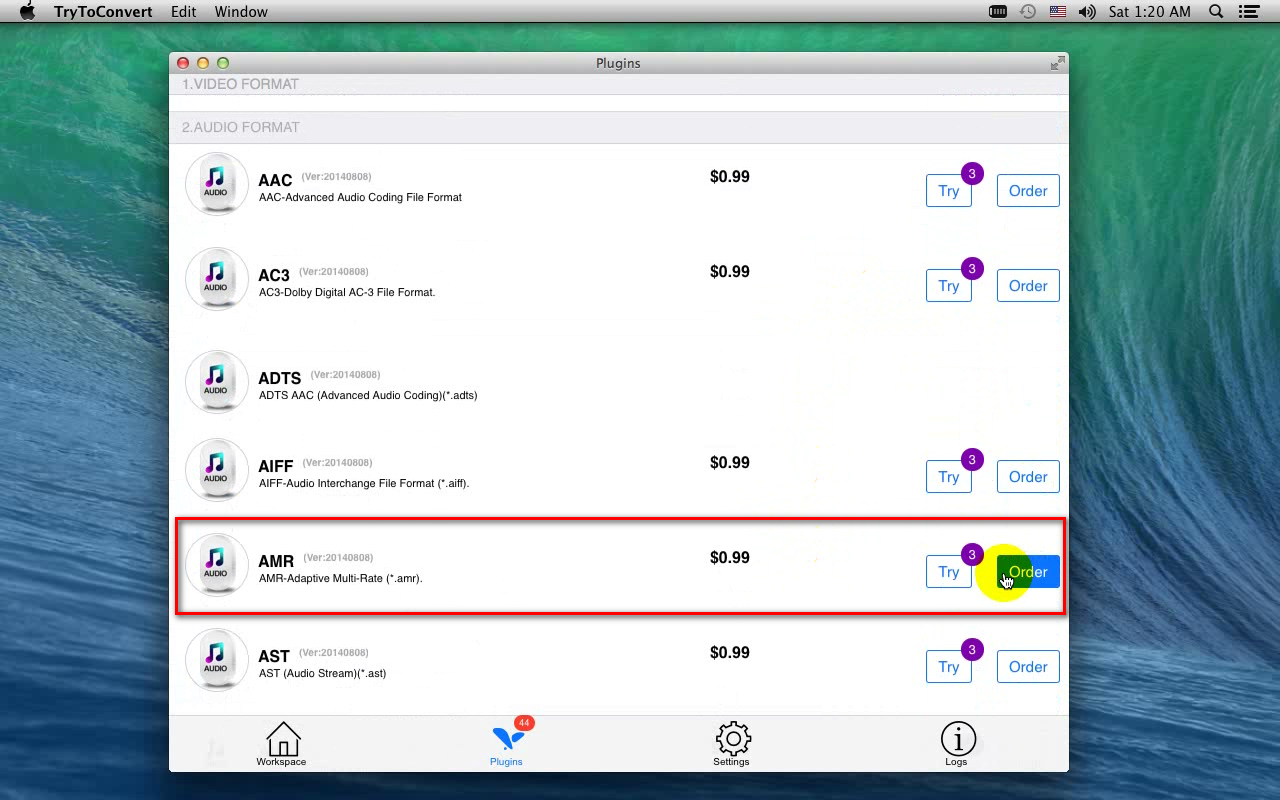 TryToConvert Edit Window Sat 1:20 AM
Plugins
1.VIDEO FORMAT
2.AUDIO FORMAT
AUDIO AAC (Ver:20140808) $0.99 Try 3 Order
AAC-Advanced Audio Coding File Format
AUDIO AC3 (Ver:20140808) $0.99 Try 3 Order
AC3-Dolby Digital AC-3 File Format.
AUDIO ADTS (Ver:20140808)
ADTS AAC (Advanced Audio Coding)(*.adts)
AUDIO AIFF (Ver:20140808) $0.99 Try 3 Order
AIFF-Audio Interchange File Format (*.aiff).
AUDIO AMR (Ver:20140808) $0.99 Try 3 Order
AMR-Adaptive Multi-Rate (*.amr).
AUDIO AST (Ver:20140808) $0.99 Try 3 Order
AST (Audio Stream)(*.ast)
44
Workspace Plugins Settings Logs